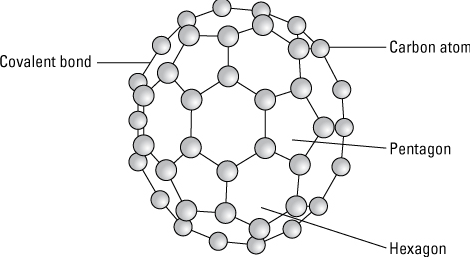 Carbon atom
Covalent bond
Pentagon
Hexagon